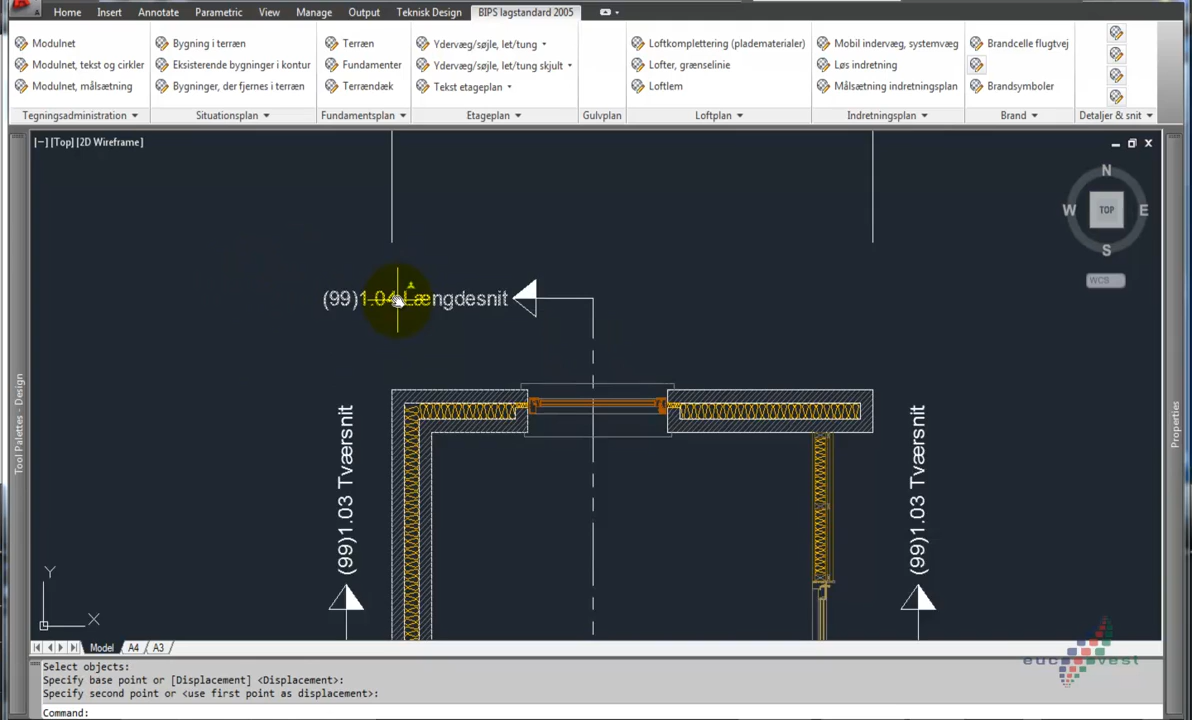 Home Insert Annotate Parametric View Manage Output Teknisk Design BIPS lagstandard 2005
Modulnet
Modulnet, tekst og cirkler
Modulnet, målsætning
Tegningsadministration
Bygning i terræn
Eksisterende bygninger i kontur
Bygninger, der fjernes i terræn
Situationsplan
Terræn
Fundamenter
Terrændæk
Fundamentsplan
Ydervæg/søjle, let/tung
Ydervæg/søjle, let/tung skjult
Tekst etageplan
Etageplan
Gulvplan
Loftkomplettering (pladematerialer)
Lofter, grænselinie
Loftlem
Loftplan
Mobil indervæg, systemvæg
Løs indretning
Målsætning indretningsplan
Indretningsplan
Brandcelle flugtvej
Brandsymboler
Brand
Detaljer & snit
[−] [Top] [2D Wireframe]
N
W TOP E
S
WCS
(99)1.04 Længdesnit
(99)1.03 Tværsnit
(99)1.03 Tværsnit
Tool Palettes - Design
Properties
Y
X
Model A4 A3
Select objects:
Specify base point or [Displacement] <Displacement>:
Specify second point or <use first point as displacement>:
Command: